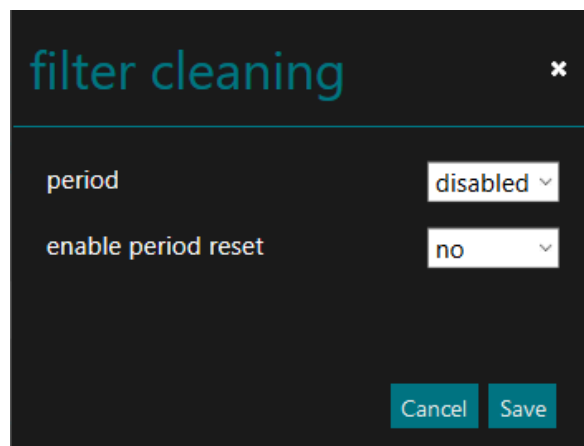 filter cleaning
period disabled
enable period reset no
Cancel Save